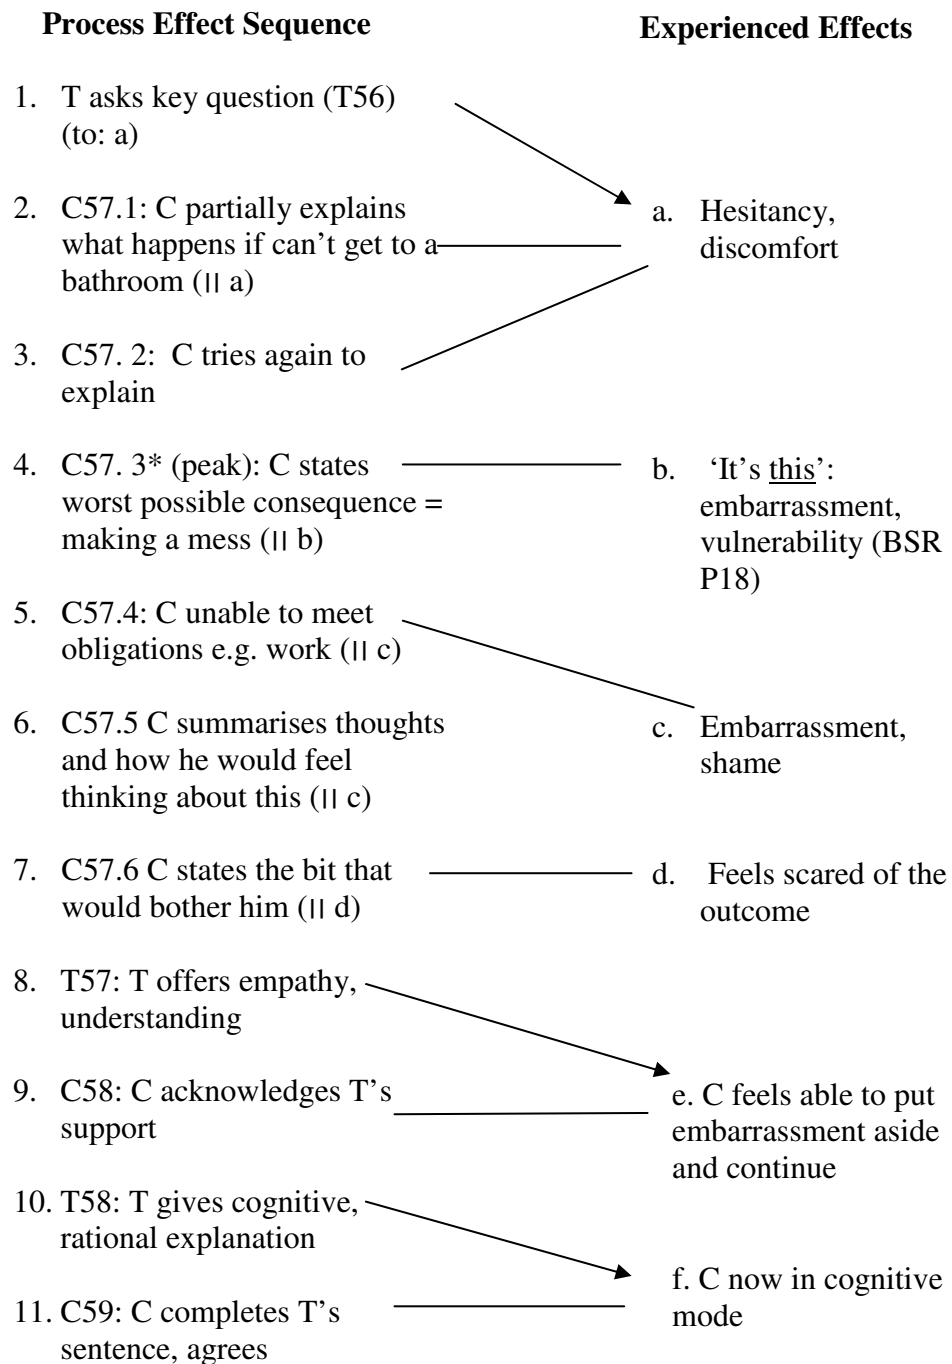 Process Effect Sequence
Experienced Effects
1. T asks key question (T56)
(to: a)
2. C57.1: C partially explains
what happens if can’t get to a
bathroom (|| a)
a. Hesitancy,
discomfort
3. C57. 2: C tries again to
explain
4. C57. 3* (peak): C states
worst possible consequence =
making a mess (|| b)
b. ‘It’s this’:
embarrassment,
vulnerability (BSR
P18)
5. C57.4: C unable to meet
obligations e.g. work (|| c)
6. C57.5 C summarises thoughts
and how he would feel
thinking about this (|| c)
c. Embarrassment,
shame
7. C57.6 C states the bit that
would bother him (|| d)
d. Feels scared of the
outcome
8. T57: T offers empathy,
understanding
9. C58: C acknowledges T’s
support
e. C feels able to put
embarrassment aside
and continue
10. T58: T gives cognitive,
rational explanation
f. C now in cognitive
mode
11. C59: C completes T’s
sentence, agrees